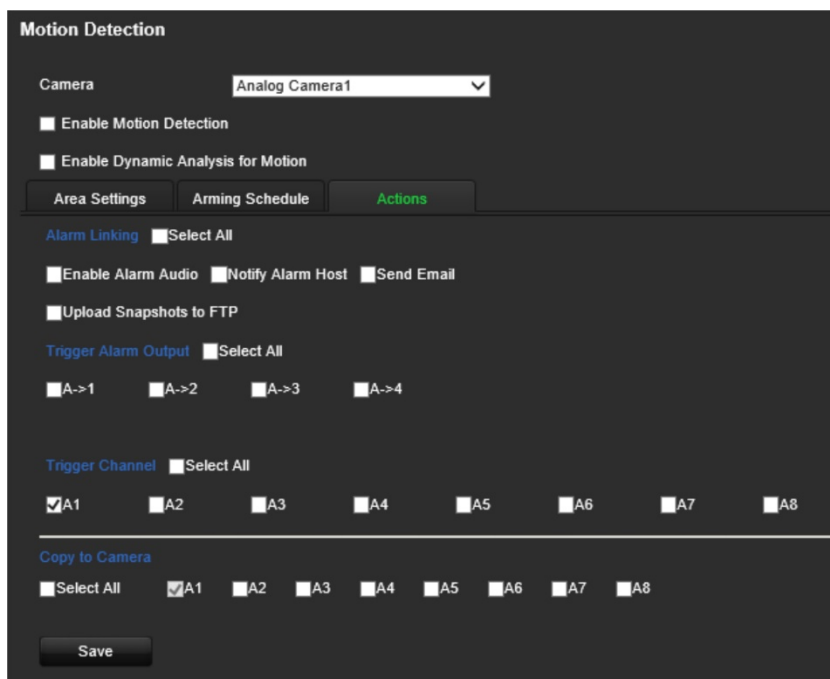 Motion Detection
Camera Analog Camera1
Enable Motion Detection
Enable Dynamic Analysis for Motion
Area Settings Arming Schedule Actions
Alarm Linking Select All
Enable Alarm Audio Notify Alarm Host Send Email
Upload Snapshots to FTP
Trigger Alarm Output Select All
A->1 A->2 A->3 A->4
Trigger Channel Select All
A1 A2 A3 A4 A5 A6 A7 A8
Copy to Camera
Select All A1 A2 A3 A4 A5 A6 A7 A8
Save